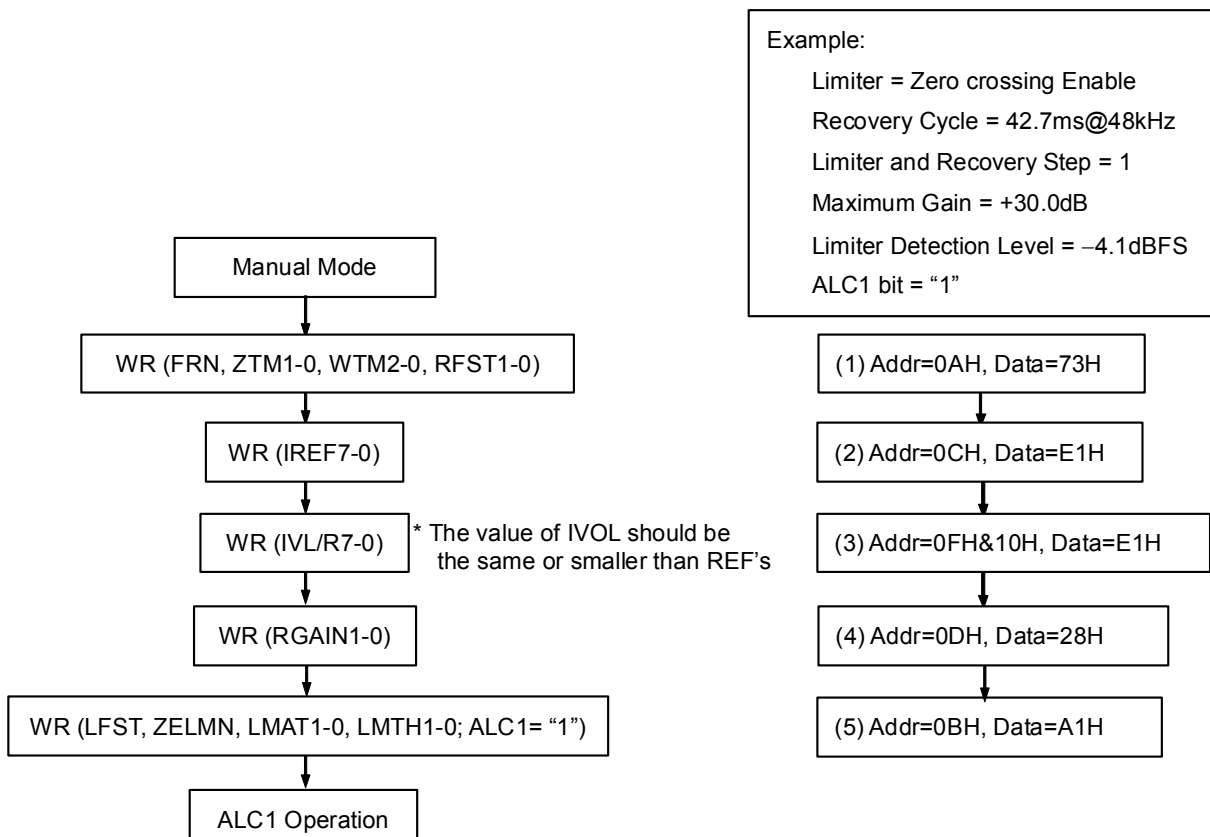 Example:
Limiter = Zero crossing Enable
Recovery Cycle = 42.7ms@48kHz
Limiter and Recovery Step = 1
Maximum Gain = +30.0dB
Limiter Detection Level = −4.1dBFS
ALC1 bit = “1”
Manual Mode
WR (FRN, ZTM1-0, WTM2-0, RFST1-0)
WR (IREF7-0)
WR (IVL/R7-0)
* The value of IVOL should be
the same or smaller than REF’s
WR (RGAIN1-0)
WR (LFST, ZELMN, LMAT1-0, LMTH1-0; ALC1= “1”)
ALC1 Operation
(1) Addr=0AH, Data=73H
(2) Addr=0CH, Data=E1H
(3) Addr=0FH&10H, Data=E1H
(4) Addr=0DH, Data=28H
(5) Addr=0BH, Data=A1H